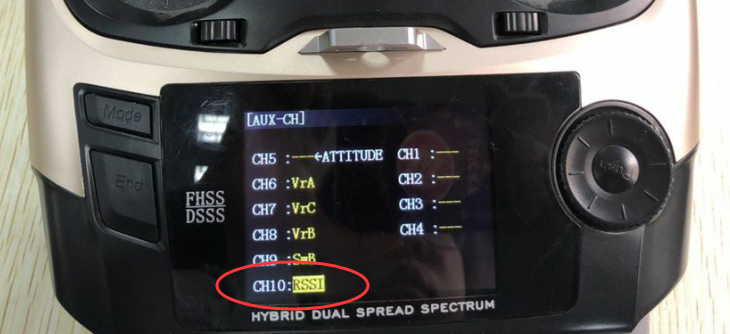 [AUX-CH]
Mode
CH5 :---←ATTITUDE CH1 :---
CH6 :VrA CH2 :---
End
CH7 :VrC CH3 :---
CH8 :VrB CH4 :---
CH9 :SwB
CH10:RSSI
FHSS
DSSS
Push
HYBRID DUAL SPREAD SPECTRUM